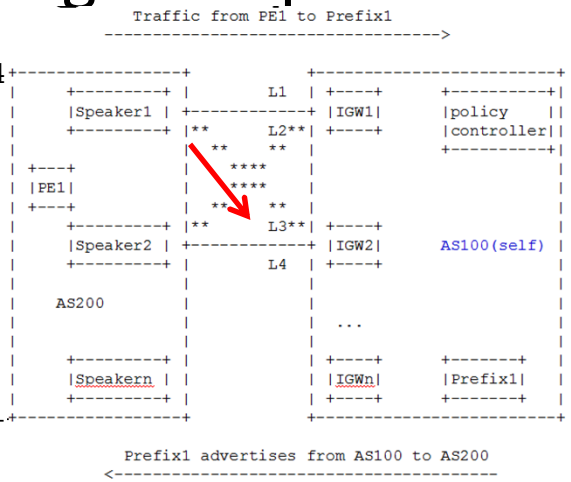 Traffic from PE1 to Prefix1
L1
Speaker1
IGW1
policy
L2
controller
PE1
L3
Speaker2
IGW2
AS100(self)
L4
AS200
...
Speakern
IGWn
Prefix1
Prefix1 advertises from AS100 to AS200